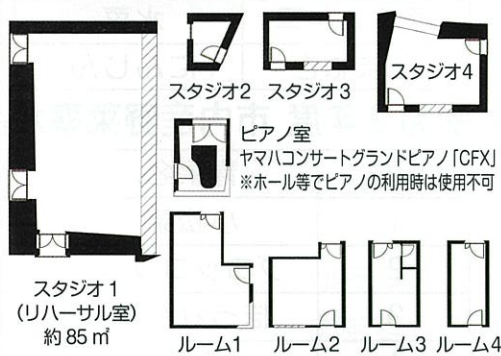 スタジオ2
スタジオ3
スタジオ4
ピアノ室
ヤマハコンサートグランドピアノ「CFX」
※ホール等でピアノの利用時は使用不可
スタジオ1
(リハーサル室)
約85㎡
ルーム1
ルーム2
ルーム3
ルーム4